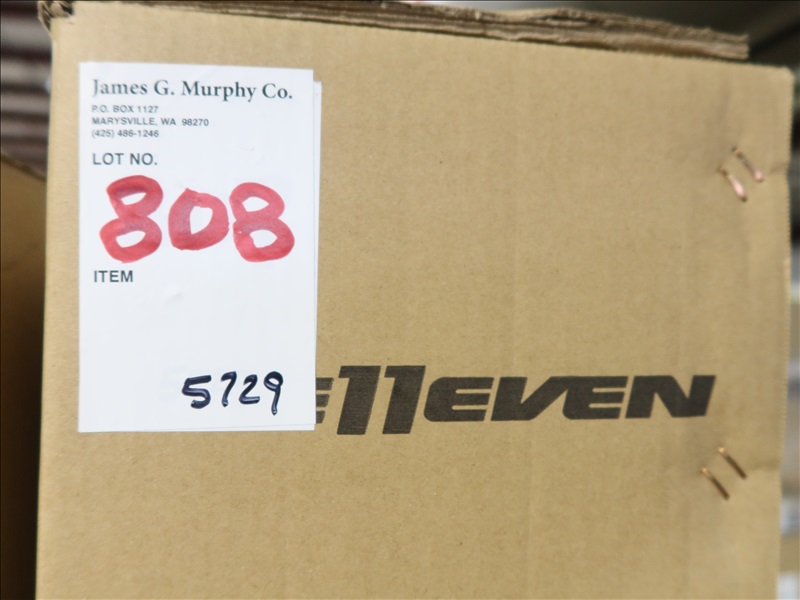 James G. Murphy Co.
P.O. BOX 1127
MARYSVILLE, WA 98270
(425) 486-1246
LOT NO.
808
ITEM
5729
E11EVEN